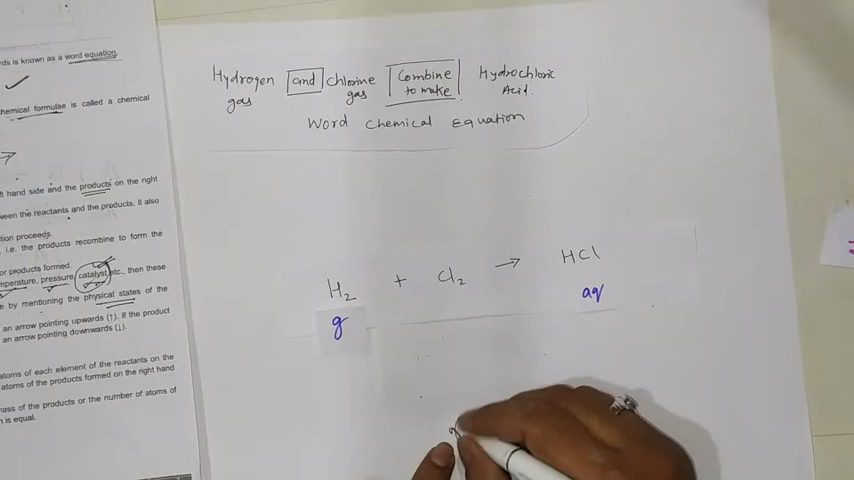 rds is known as a word equation.
hemical formulae is called a chemical
t hand side and the products on the right
ween the reactants and the products. It also
tion proceeds.
i.e. the products recombine to form the
or products formed.
mperature, pressure, catalyst etc., then these
e by mentioning the physical states of the
an arrow pointing upwards (↑). If the product
an arrow pointing downwards (↓).
atoms of each element of the reactants on the
atoms of the products formed on the right hand
mass of the products or the number of atoms of
n is equal.
Hydrogen and chlorine Combine Hydrochloric
gas gas to make Acid.
Word Chemical Equation
H₂ + Cl₂ → HCl
g aq